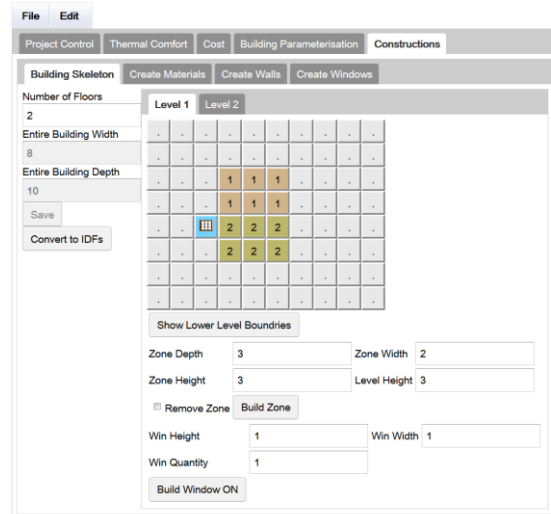 File Edit
Project Control Thermal Comfort Cost Building Parameterisation Constructions
Building Skeleton Create Materials Create Walls Create Windows
Number of Floors
2
Entire Building Width
8
Entire Building Depth
10
Save
Convert to IDFs
Level 1 Level 2
. . . . . . . . . .
. . . . . . . . . .
. . . 1 1 1 . . . .
. . . 1 1 1 . . . .
. . 2 2 2 . . . .
. . . 2 2 2 . . . .
. . . . . . . . . .
. . . . . . . . . .
Show Lower Level Boundries
Zone Depth 3 Zone Width 2
Zone Height 3 Level Height 3
Remove Zone Build Zone
Win Height 1 Win Width 1
Win Quantity 1
Build Window ON